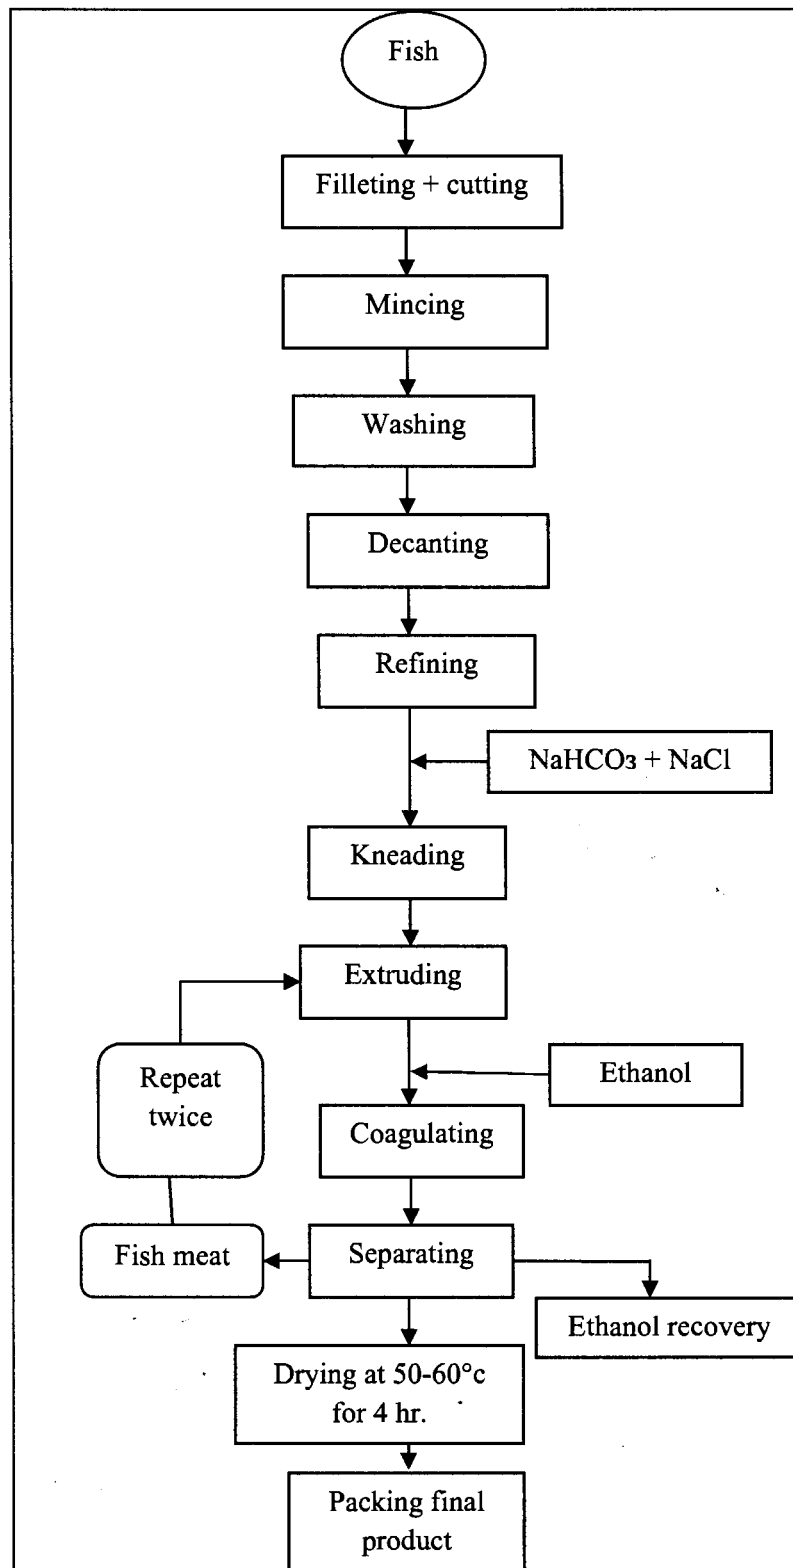 Fish
Filleting + cutting
Mincing
Washing
Decanting
Refining
NaHCO₃ + NaCl
Kneading
Extruding
Repeat
twice
Ethanol
Coagulating
Fish meat
Separating
Ethanol recovery
Drying at 50-60°c
for 4 hr.
Packing final
product